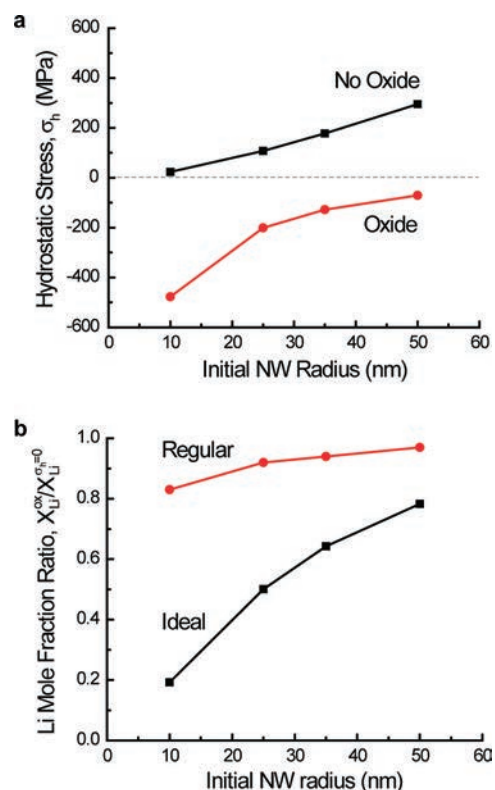 a
600
400
200
0
-200
-400
-600
Hydrostatic Stress, σh (MPa)
No Oxide
Oxide
0 10 20 30 40 50 60
Initial NW Radius (nm)
b
1.0
0.8
0.6
0.4
0.2
0.0
Li Mole Fraction Ratio, XLi^ox/XLi^σh=0
Regular
Ideal
0 10 20 30 40 50 60
Initial NW radius (nm)